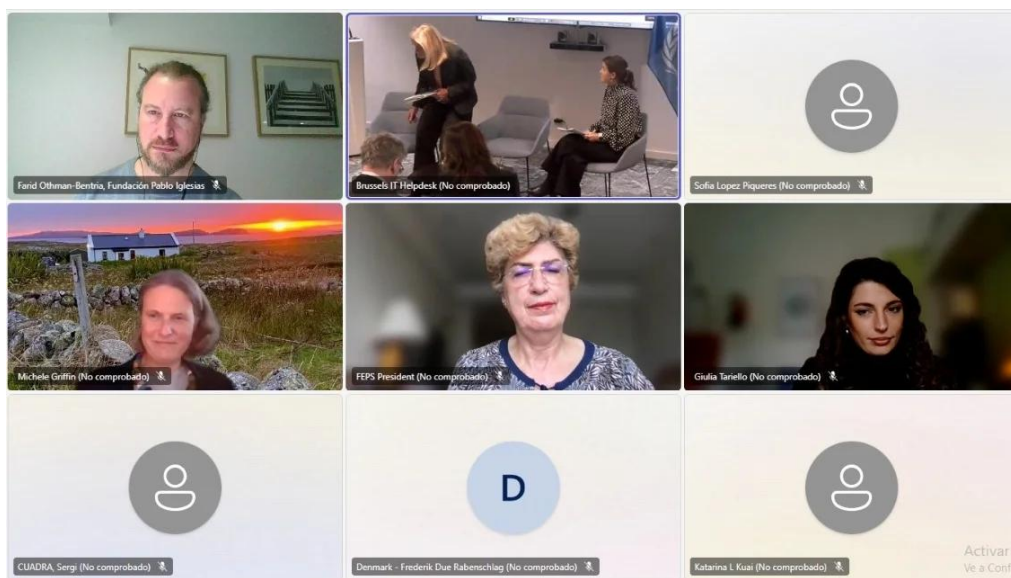 Farid Othman-Bentria, Fundación Pablo Iglesias
Brussels IT Helpdesk (No comprobado)
Sofia Lopez Piqueres (No comprobado)
Michele Griffin (No comprobado)
FEPS President (No comprobado)
Giulia Tariello (No comprobado)
D
CUADRA, Sergi (No comprobado)
Denmark - Frederik Due Rabenschlag (No comprobado)
Katarina L Kuai (No comprobado)
Activar
Ve a Conf